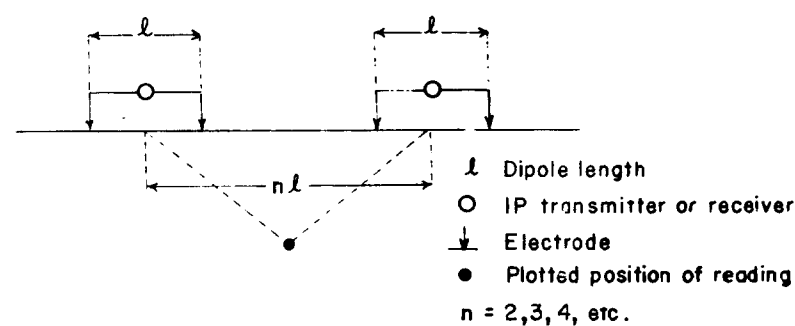 ℓ
ℓ
nℓ
ℓ Dipole length
IP transmitter or receiver
Electrode
Plotted position of reading
n = 2,3,4, etc.